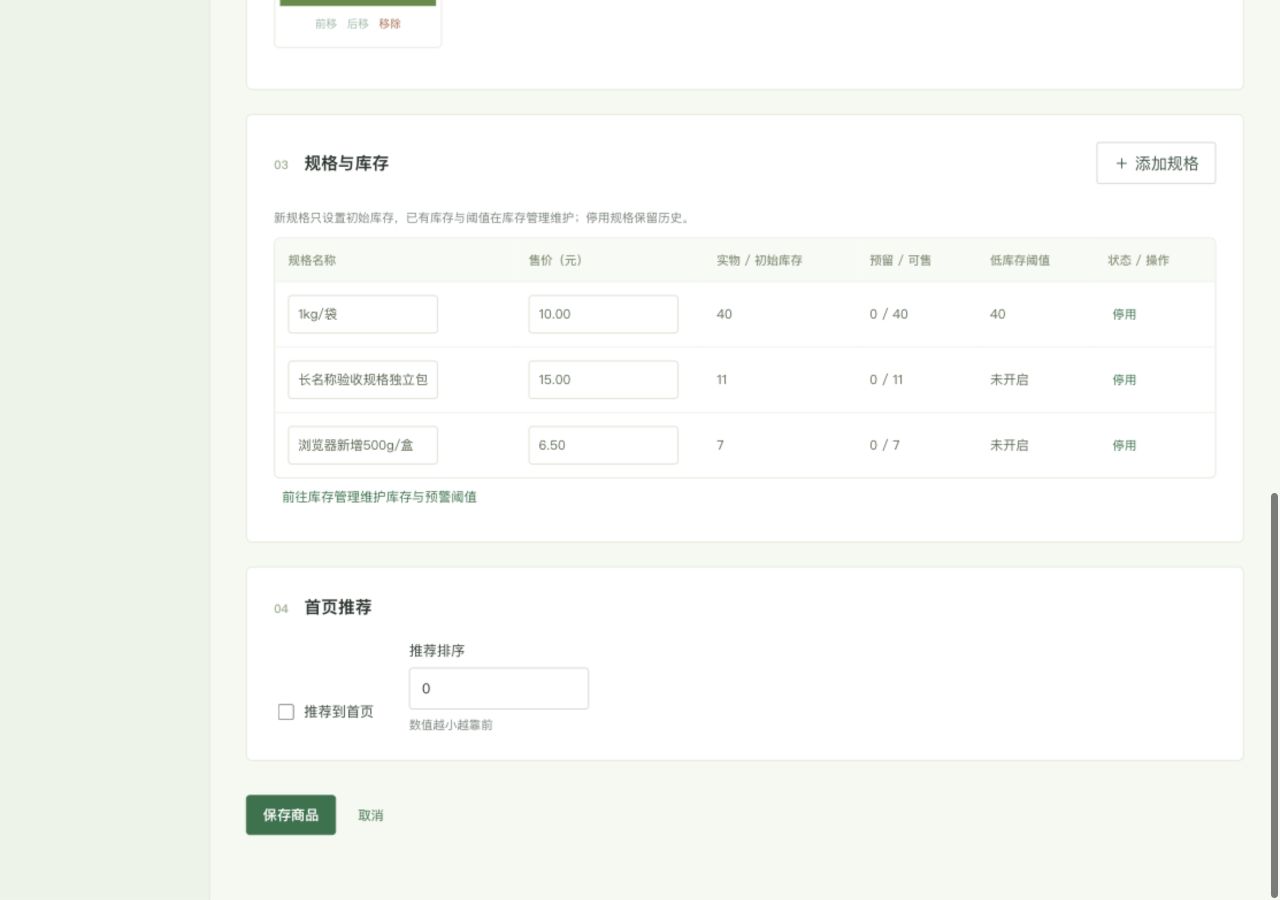 前移 后移 移除
03 规格与库存
+ 添加规格
新规格只设置初始库存，已有库存与阈值在库存管理维护；停用规格保留历史。
规格名称 售价（元） 实物 / 初始库存 预留 / 可售 低库存阈值 状态 / 操作
1kg/袋 10.00 40 0 / 40 40 停用
长名称验收规格独立包 15.00 11 0 / 11 未开启 停用
浏览器新增500g/盒 6.50 7 0 / 7 未开启 停用
前往库存管理维护库存与预警阈值
04 首页推荐
推荐排序
0
推荐到首页
数值越小越靠前
保存商品 取消